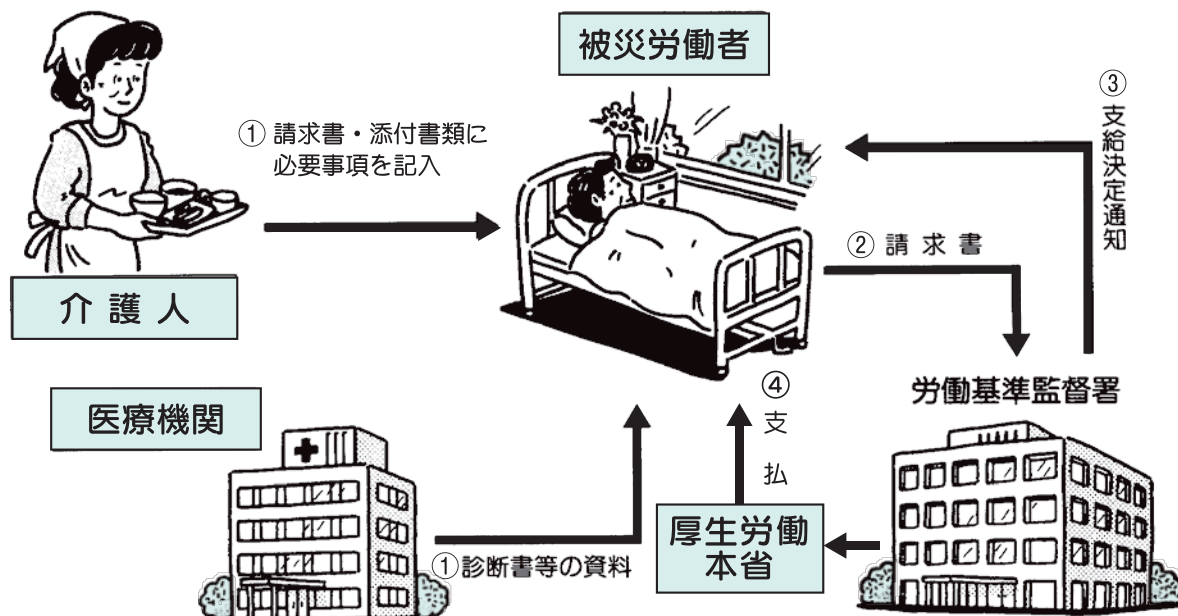 被災労働者
① 請求書・添付書類に
必要事項を記入
介護人
② 請求書
③ 支給決定通知
労働基準監督署
医療機関
① 診断書等の資料
④ 支払
厚生労働
本省